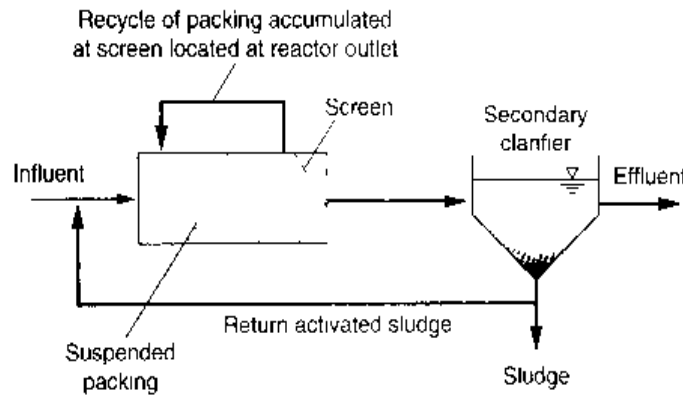 Recycle of packing accumulated
at screen located at reactor outlet
Screen
Secondary
clarifier
Influent
Effluent
Return activated sludge
Suspended
packing
Sludge